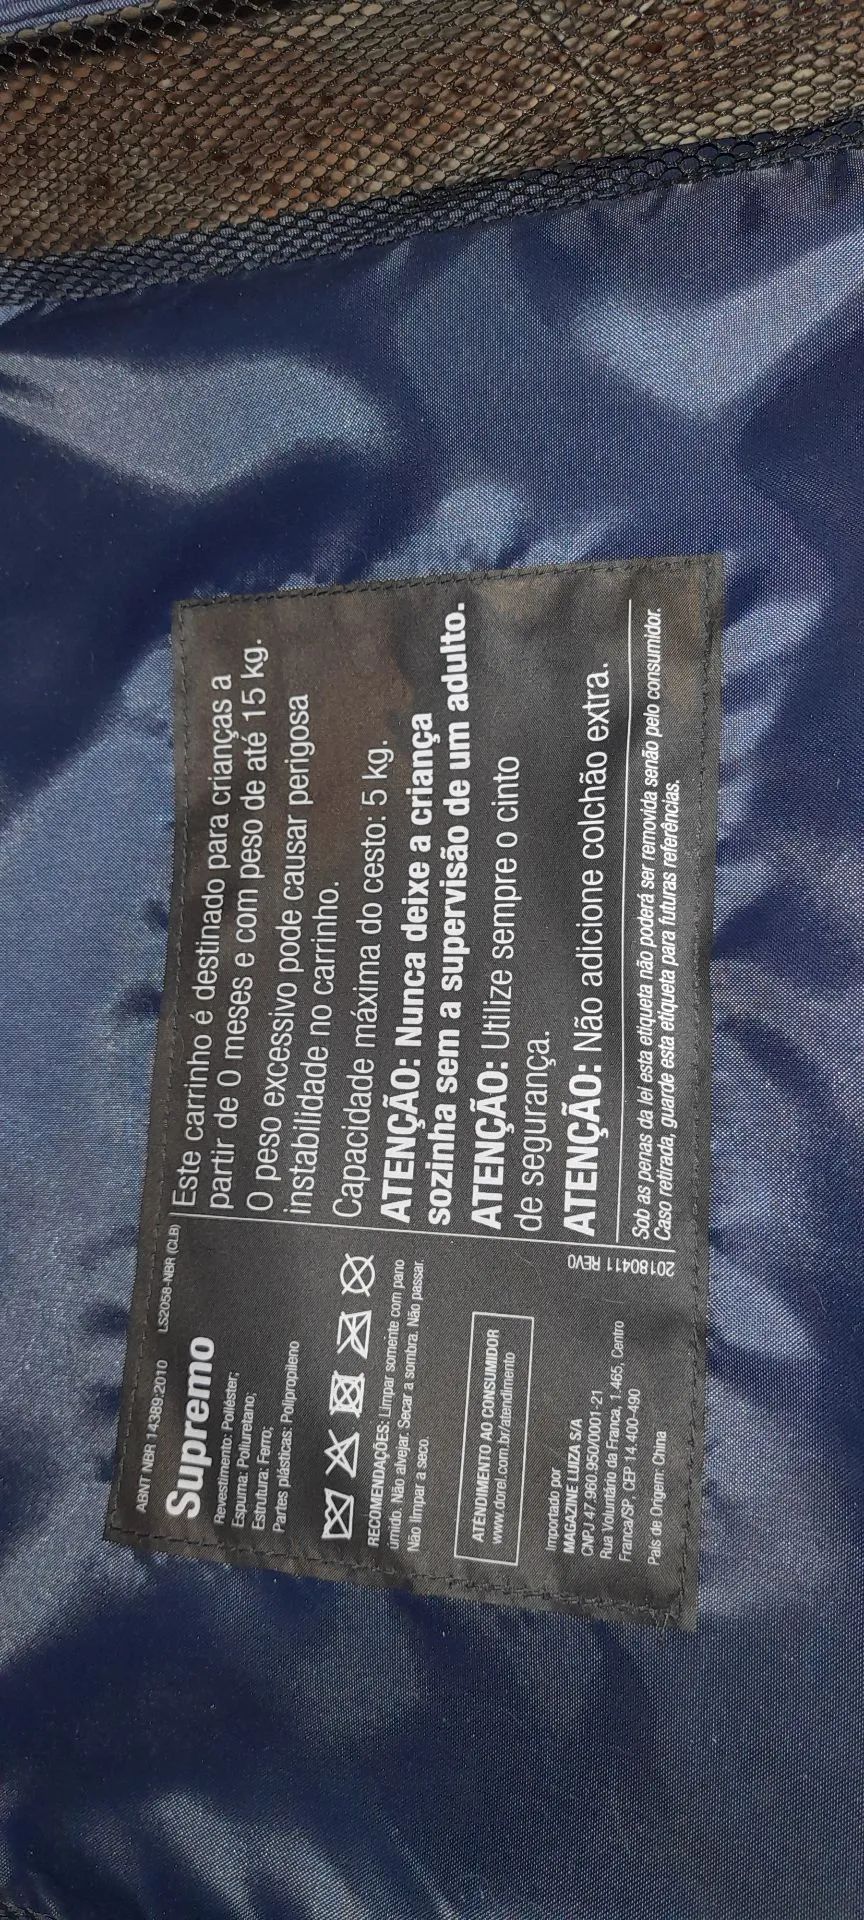 ABNT NBR 14389:2010
LS2058-NBR (CLB)
Supremo
Revestimento: Poliéster;
Espuma: Poliuretano;
Estrutura: Ferro;
Partes plásticas: Polipropileno
RECOMENDAÇÕES: Limpar somente com pano
úmido. Não alvejar. Secar a sombra. Não passar.
Não limpar a seco.
ATENDIMENTO AO CONSUMIDOR
www.dorel.com.br/atendimento
Importado por
MAGAZINE LUIZA S/A
CNPJ 47.960.950/0001-21
Rua Voluntário da Franca, 1.465, Centro
Franca/SP, CEP 14.400-490
País de Origem: China
20180411 REV0
Este carrinho é destinado para crianças a
partir de 0 meses e com peso de até 15 kg.
O peso excessivo pode causar perigosa
instabilidade no carrinho.
Capacidade máxima do cesto: 5 kg.
ATENÇÃO: Nunca deixe a criança
sozinha sem a supervisão de um adulto.
ATENÇÃO: Utilize sempre o cinto
de segurança.
ATENÇÃO: Não adicione colchão extra.
Sob as penas da lei esta etiqueta não poderá ser removida senão pelo consumidor.
Caso retirada, guarde esta etiqueta para futuras referências.